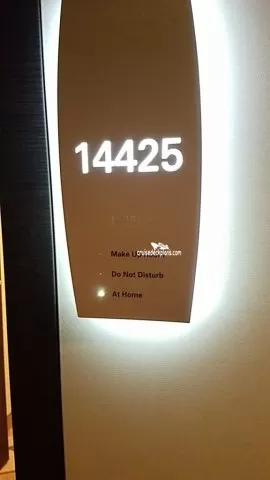 14425
Make U
cruisedeckplans.com
Do Not Disturb
At Home